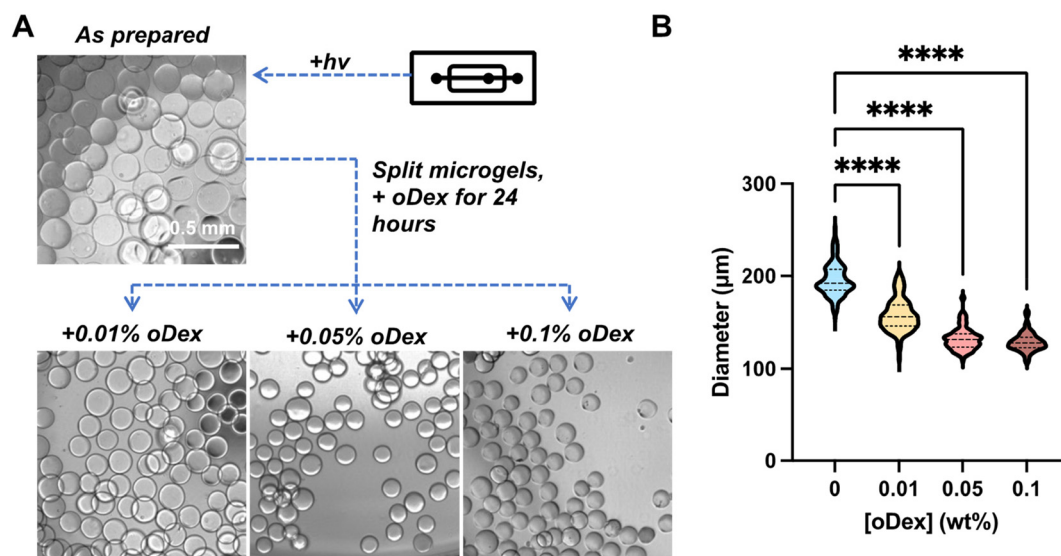 A
As prepared
+hv
0.5 mm
Split microgels,
+ oDex for 24
hours
+0.01% oDex
+0.05% oDex
+0.1% oDex
B
****
****
****
300
200
100
0
Diameter (μm)
0
0.01
0.05
0.1
[oDex] (wt%)